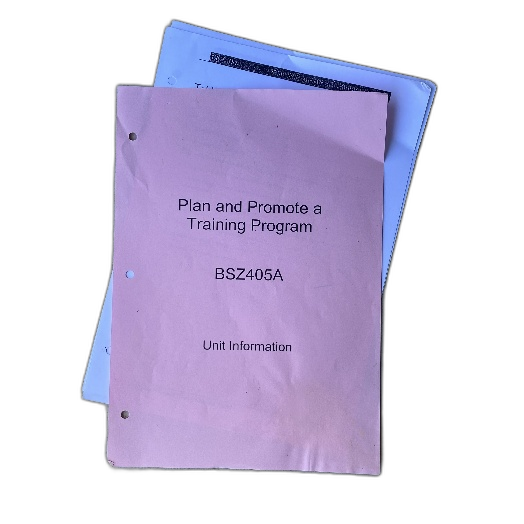 Plan and Promote a
Training Program
BSZ405A
Unit Information